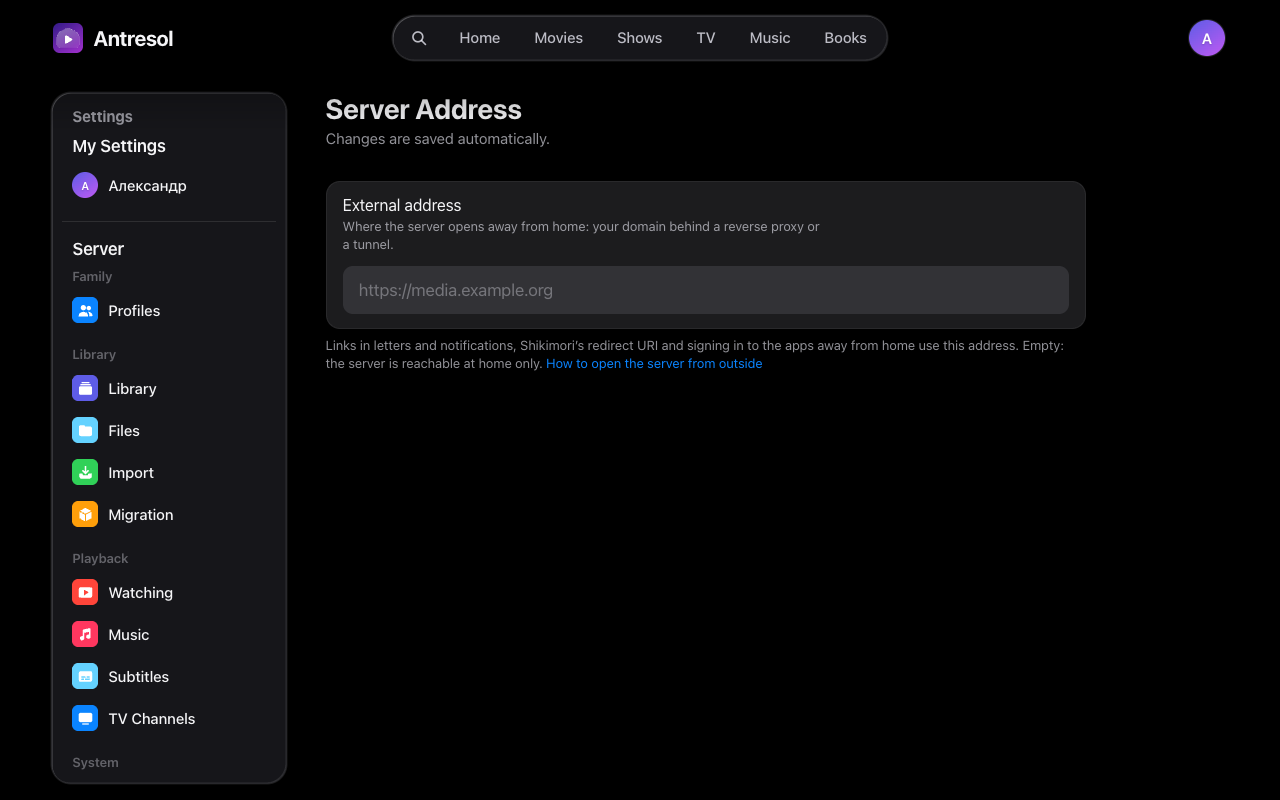 Antresol
Home
Movies
Shows
TV
Music
Books
A
Settings
My Settings
A
Александр
Server
Family
Profiles
Library
Library
Files
Import
Migration
Playback
Watching
Music
Subtitles
TV Channels
System
Server Address
Changes are saved automatically.
External address
Where the server opens away from home: your domain behind a reverse proxy or
a tunnel.
https://media.example.org
Links in letters and notifications, Shikimori's redirect URI and signing in to the apps away from home use this address. Empty:
the server is reachable at home only. How to open the server from outside